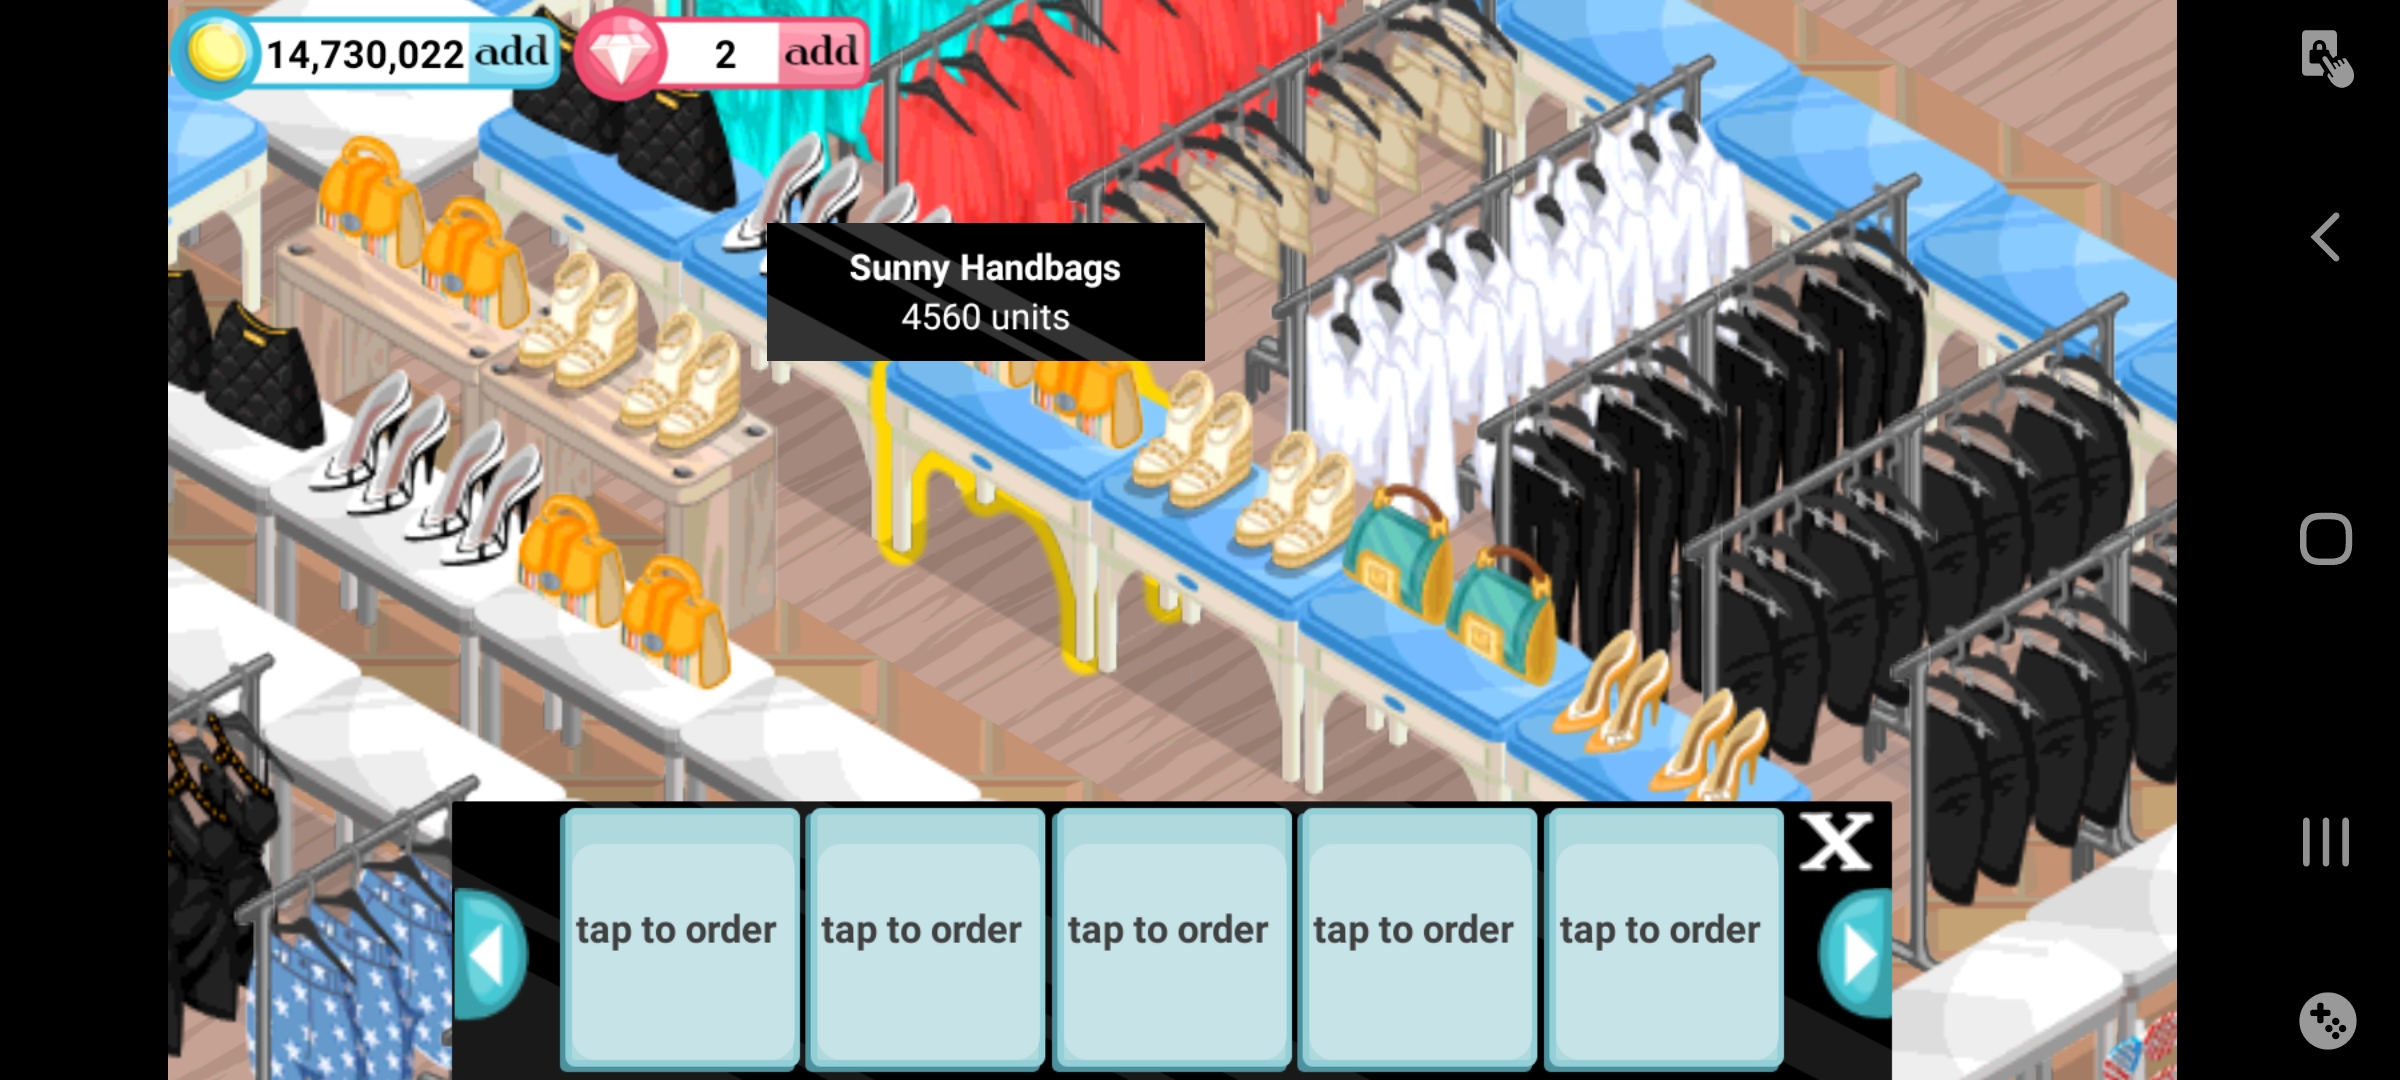 14,730,022 add
2 add
Sunny Handbags
4560 units
X
tap to order
tap to order
tap to order
tap to order
tap to order